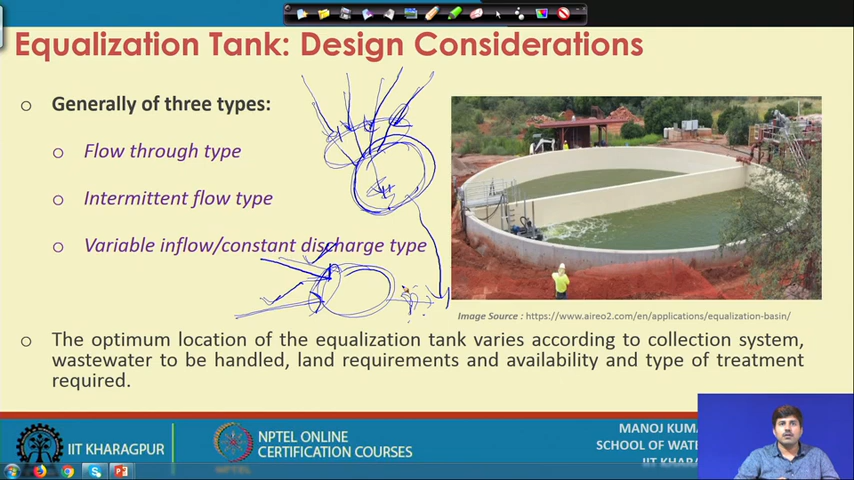 Equalization Tank: Design Considerations
Generally of three types:
Flow through type
Intermittent flow type
Variable inflow/constant discharge type
Image Source : https://www.aireo2.com/en/applications/equalization-basin/
The optimum location of the equalization tank varies according to collection system,
wastewater to be handled, land requirements and availability and type of treatment
required.
IIT KHARAGPUR
NPTEL ONLINE
CERTIFICATION COURSES
MANOJ
SCHOOL OF
IIT